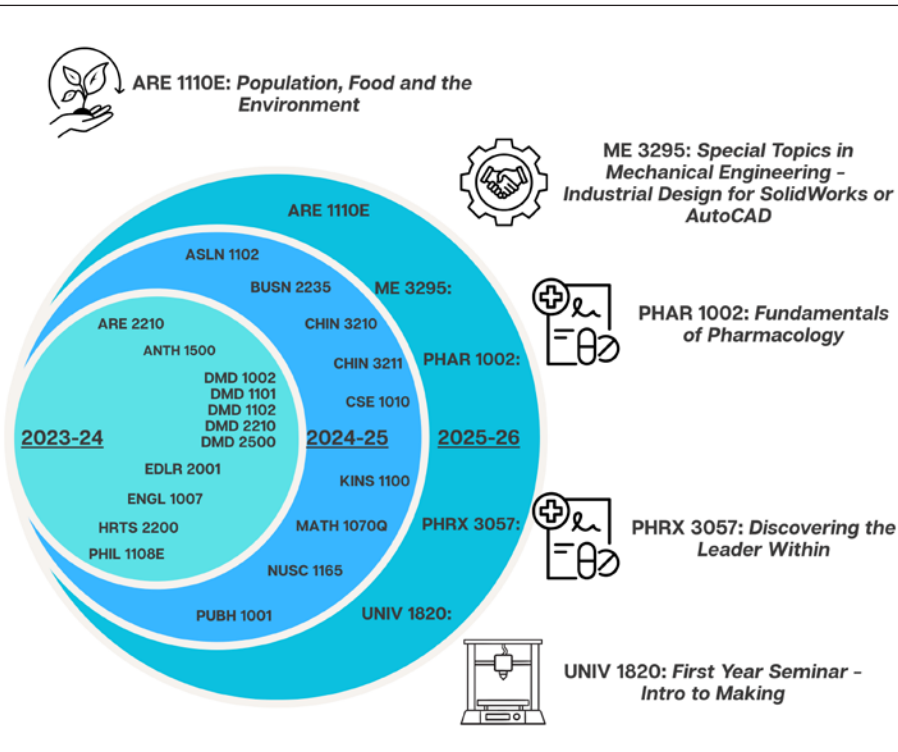 ARE 1110E: Population, Food and the
Environment
ME 3295: Special Topics in
Mechanical Engineering –
Industrial Design for SolidWorks or
AutoCAD
ARE 1110E
ASLN 1102
BUSN 2235
ME 3295:
PHAR 1002: Fundamentals
of Pharmacology
ARE 2210
CHIN 3210
ANTH 1500
CHIN 3211
PHAR 1002:
DMD 1002
DMD 1101
DMD 1102
DMD 2210
DMD 2500
CSE 1010
2023-24
2024-25
2025-26
EDLR 2001
KINS 1100
ENGL 1007
HRTS 2200
MATH 1070Q
PHRX 3057:
PHRX 3057: Discovering the
Leader Within
PHIL 1108E
NUSC 1165
PUBH 1001
UNIV 1820:
UNIV 1820: First Year Seminar –
Intro to Making